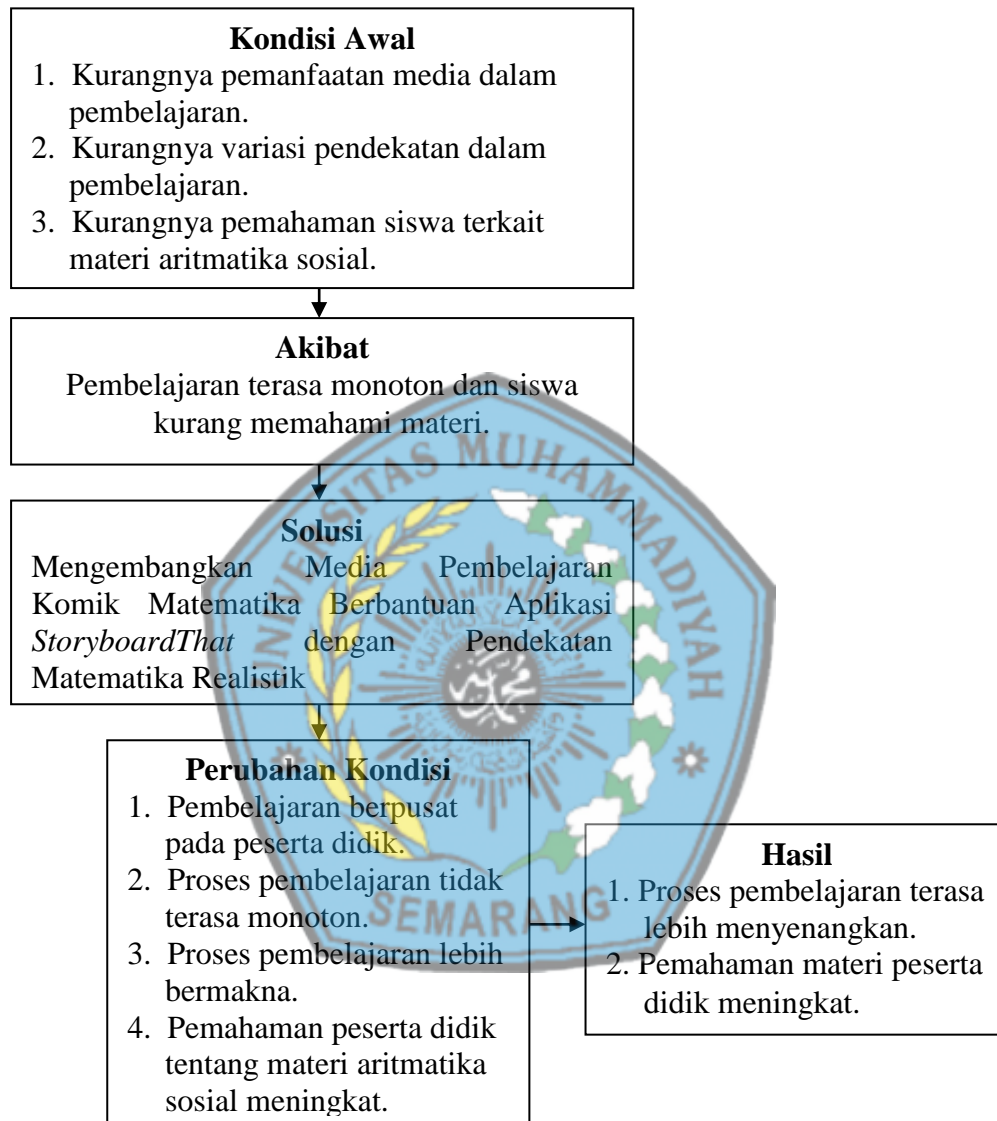 Kondisi Awal
1. Kurangnya pemanfaatan media dalam
pembelajaran.
2. Kurangnya variasi pendekatan dalam
pembelajaran.
3. Kurangnya pemahaman siswa terkait
materi aritmatika sosial.
Akibat
Pembelajaran terasa monoton dan siswa
kurang memahami materi.
UNIVERSITAS MUHAMMADIYAH
Solusi
Mengembangkan Media Pembelajaran
Komik Matematika Berbantuan Aplikasi
StoryboardThat dengan Pendekatan
Matematika Realistik
Perubahan Kondisi
1. Pembelajaran berpusat
pada peserta didik.
2. Proses pembelajaran tidak
terasa monoton.
3. Proses pembelajaran lebih
bermakna.
4. Pemahaman peserta didik
tentang materi aritmatika
sosial meningkat.
SEMARANG
Hasil
1. Proses pembelajaran terasa
lebih menyenangkan.
2. Pemahaman materi peserta
didik meningkat.